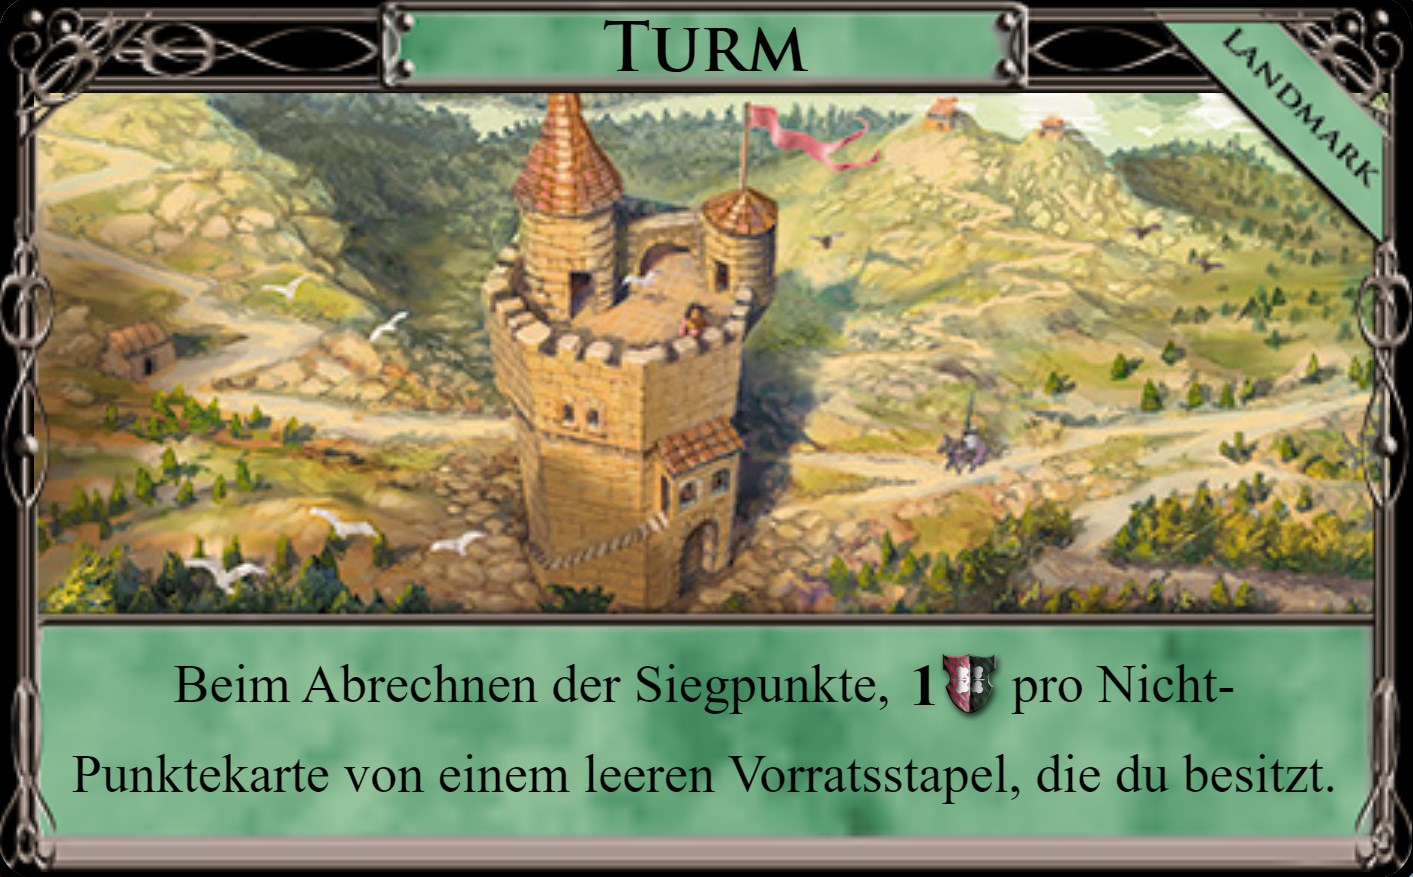 TURM
LANDMARK
Beim Abrechnen der Siegpunkte, 1 pro Nicht-
Punktekarte von einem leeren Vorratsstapel, die du besitzt.